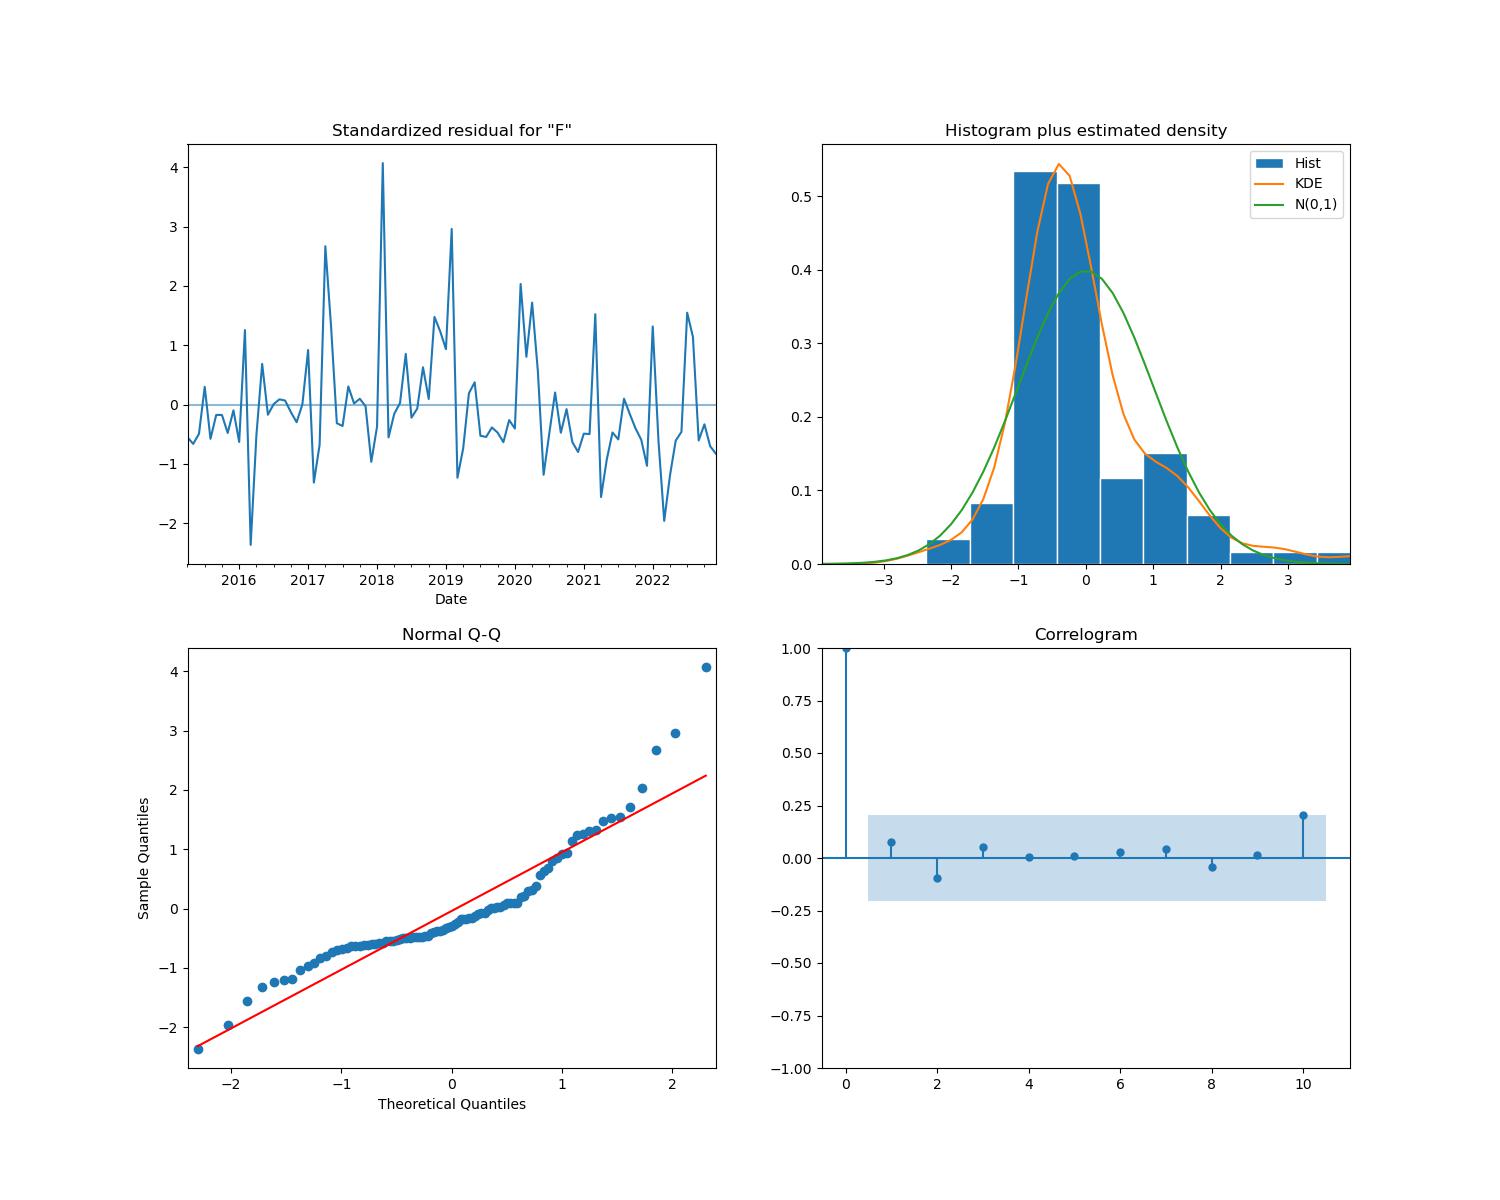 Standardized residual for "F"
4
3
2
1
0
−1
−2
2016 2017 2018 2019 2020 2021 2022
Date
Histogram plus estimated density
Hist
KDE
N(0,1)
0.5
0.4
0.3
0.2
0.1
0.0
−3 −2 −1 0 1 2 3
Normal Q-Q
Sample Quantiles
4
3
2
1
0
−1
−2
−2 −1 0 1 2
Theoretical Quantiles
Correlogram
1.00
0.75
0.50
0.25
0.00
−0.25
−0.50
−0.75
−1.00
0 2 4 6 8 10